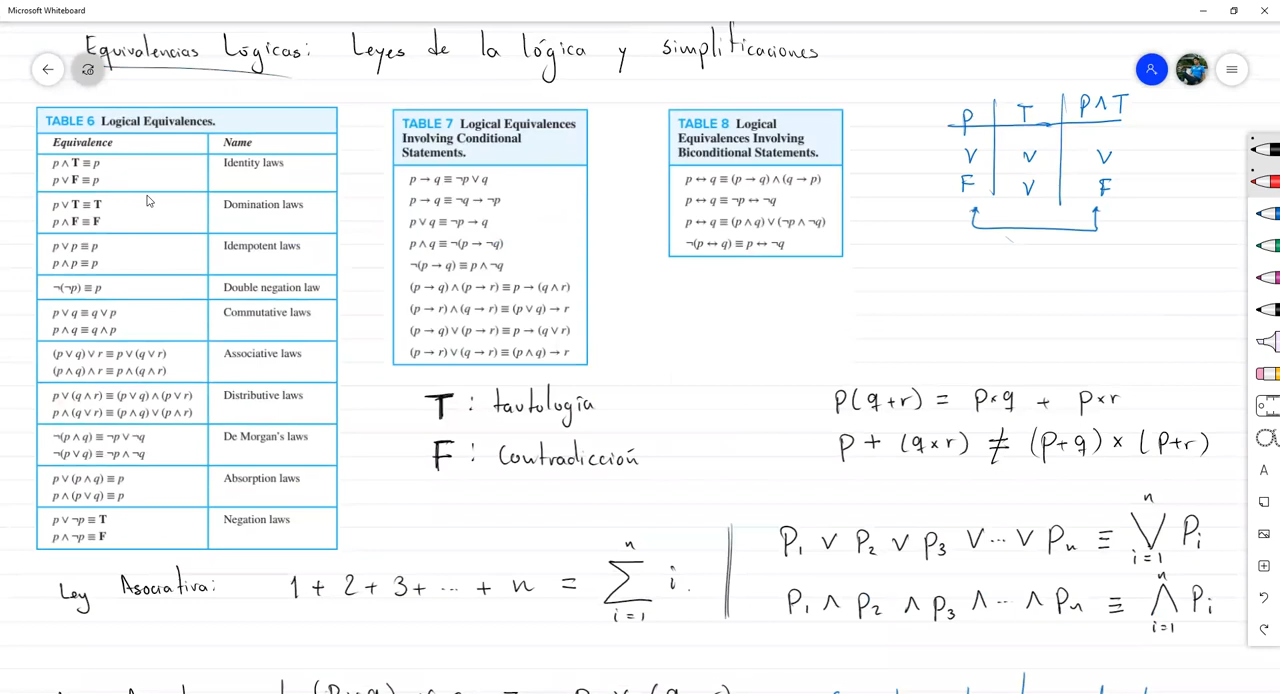 Microsoft Whiteboard
Equivalencias Lógicas: Leyes de la lógica y simplificaciones
TABLE 6 Logical Equivalences.
Equivalence Name
p ∧ T ≡ p Identity laws
p ∨ F ≡ p
p ∨ T ≡ T Domination laws
p ∧ F ≡ F
p ∨ p ≡ p Idempotent laws
p ∧ p ≡ p
¬(¬p) ≡ p Double negation law
p ∨ q ≡ q ∨ p Commutative laws
p ∧ q ≡ q ∧ p
(p ∨ q) ∨ r ≡ p ∨ (q ∨ r) Associative laws
(p ∧ q) ∧ r ≡ p ∧ (q ∧ r)
p ∨ (q ∧ r) ≡ (p ∨ q) ∧ (p ∨ r) Distributive laws
p ∧ (q ∨ r) ≡ (p ∧ q) ∨ (p ∧ r)
¬(p ∧ q) ≡ ¬p ∨ ¬q De Morgan's laws
¬(p ∨ q) ≡ ¬p ∧ ¬q
p ∨ (p ∧ q) ≡ p Absorption laws
p ∧ (p ∨ q) ≡ p
p ∨ ¬p ≡ T Negation laws
p ∧ ¬p ≡ F
TABLE 7 Logical Equivalences
Involving Conditional
Statements.
p → q ≡ ¬p ∨ q
p → q ≡ ¬q → ¬p
p ∨ q ≡ ¬p → q
p ∧ q ≡ ¬(p → ¬q)
¬(p → q) ≡ p ∧ ¬q
(p → q) ∧ (p → r) ≡ p → (q ∧ r)
(p → r) ∧ (q → r) ≡ (p ∨ q) → r
(p → q) ∨ (p → r) ≡ p → (q ∨ r)
(p → r) ∨ (q → r) ≡ (p ∧ q) → r
TABLE 8 Logical
Equivalences Involving
Biconditional Statements.
p ↔ q ≡ (p → q) ∧ (q → p)
p ↔ q ≡ ¬p ↔ ¬q
p ↔ q ≡ (p ∧ q) ∨ (¬p ∧ ¬q)
¬(p ↔ q) ≡ p ↔ ¬q
P T P ∧ T
V V V
F V F
T : tautología
F : Contradicción
P(q+r) = p×q + p×r
P + (q×r) ≠ (P+q) × (P+r)
Ley Asociativa: 1 + 2 + 3 + ... + n = ∑_{i=1}^{n} i.
P₁ ∨ P₂ ∨ P₃ ∨ ... ∨ Pₙ ≡ ⋁_{i=1}^{n} Pᵢ
P₁ ∧ P₂ ∧ P₃ ∧ ... ∧ Pₙ ≡ ⋀_{i=1}^{n} Pᵢ